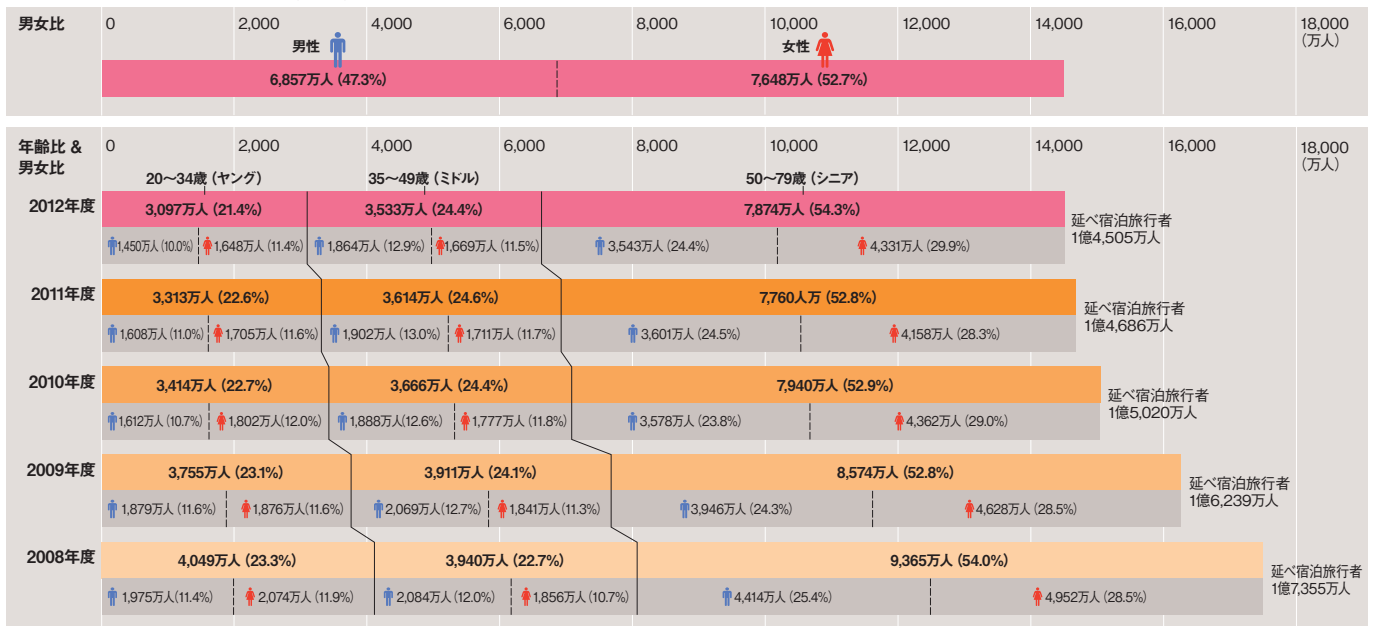 男女比
0 2,000 4,000 6,000 8,000 10,000 12,000 14,000 16,000 18,000
(万人)
男性 女性
6,857万人 (47.3%) 7,648万人 (52.7%)
年齢比 &
男女比
0 2,000 4,000 6,000 8,000 10,000 12,000 14,000 16,000 18,000
(万人)
20〜34歳 (ヤング) 35〜49歳 (ミドル) 50〜79歳 (シニア)
2012年度 3,097万人 (21.4%) 3,533万人 (24.4%) 7,874万人 (54.3%)
1,450万人 (10.0%) 1,648万人 (11.4%) 1,864万人 (12.9%) 1,669万人 (11.5%) 3,543万人 (24.4%) 4,331万人 (29.9%)
延べ宿泊旅行者
1億4,505万人
2011年度 3,313万人 (22.6%) 3,614万人 (24.6%) 7,760人万 (52.8%)
1,608万人 (11.0%) 1,705万人 (11.6%) 1,902万人 (13.0%) 1,711万人 (11.7%) 3,601万人 (24.5%) 4,158万人 (28.3%)
延べ宿泊旅行者
1億4,686万人
2010年度 3,414万人 (22.7%) 3,666万人 (24.4%) 7,940万人 (52.9%)
1,612万人 (10.7%) 1,802万人 (12.0%) 1,888万人(12.6%) 1,777万人 (11.8%) 3,578万人 (23.8%) 4,362万人 (29.0%)
延べ宿泊旅行者
1億5,020万人
2009年度 3,755万人 (23.1%) 3,911万人 (24.1%) 8,574万人 (52.8%)
1,879万人 (11.6%) 1,876万人(11.6%) 2,069万人(12.7%) 1,841万人(11.3%) 3,946万人 (24.3%) 4,628万人 (28.5%)
延べ宿泊旅行者
1億6,239万人
2008年度 4,049万人 (23.3%) 3,940万人 (22.7%) 9,365万人 (54.0%)
1,975万人(11.4%) 2,074万人 (11.9%) 2,084万人 (12.0%) 1,856万人 (10.7%) 4,414万人 (25.4%) 4,952万人 (28.5%)
延べ宿泊旅行者
1億7,355万人